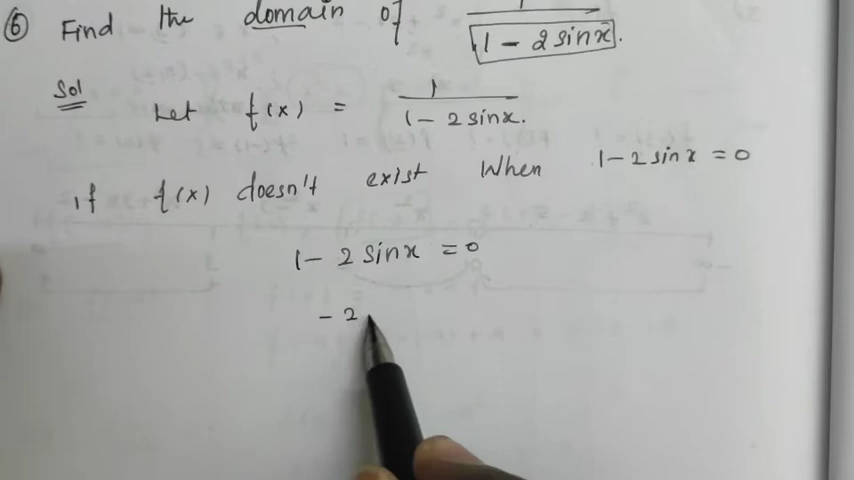 ⑥ Find the domain of 1/(1 - 2 sinx).
Sol
Let f(x) = 1/(1 - 2 sinx.
if f(x) doesn't exist When 1 - 2 sinx = 0
1 - 2 sinx = 0
- 2